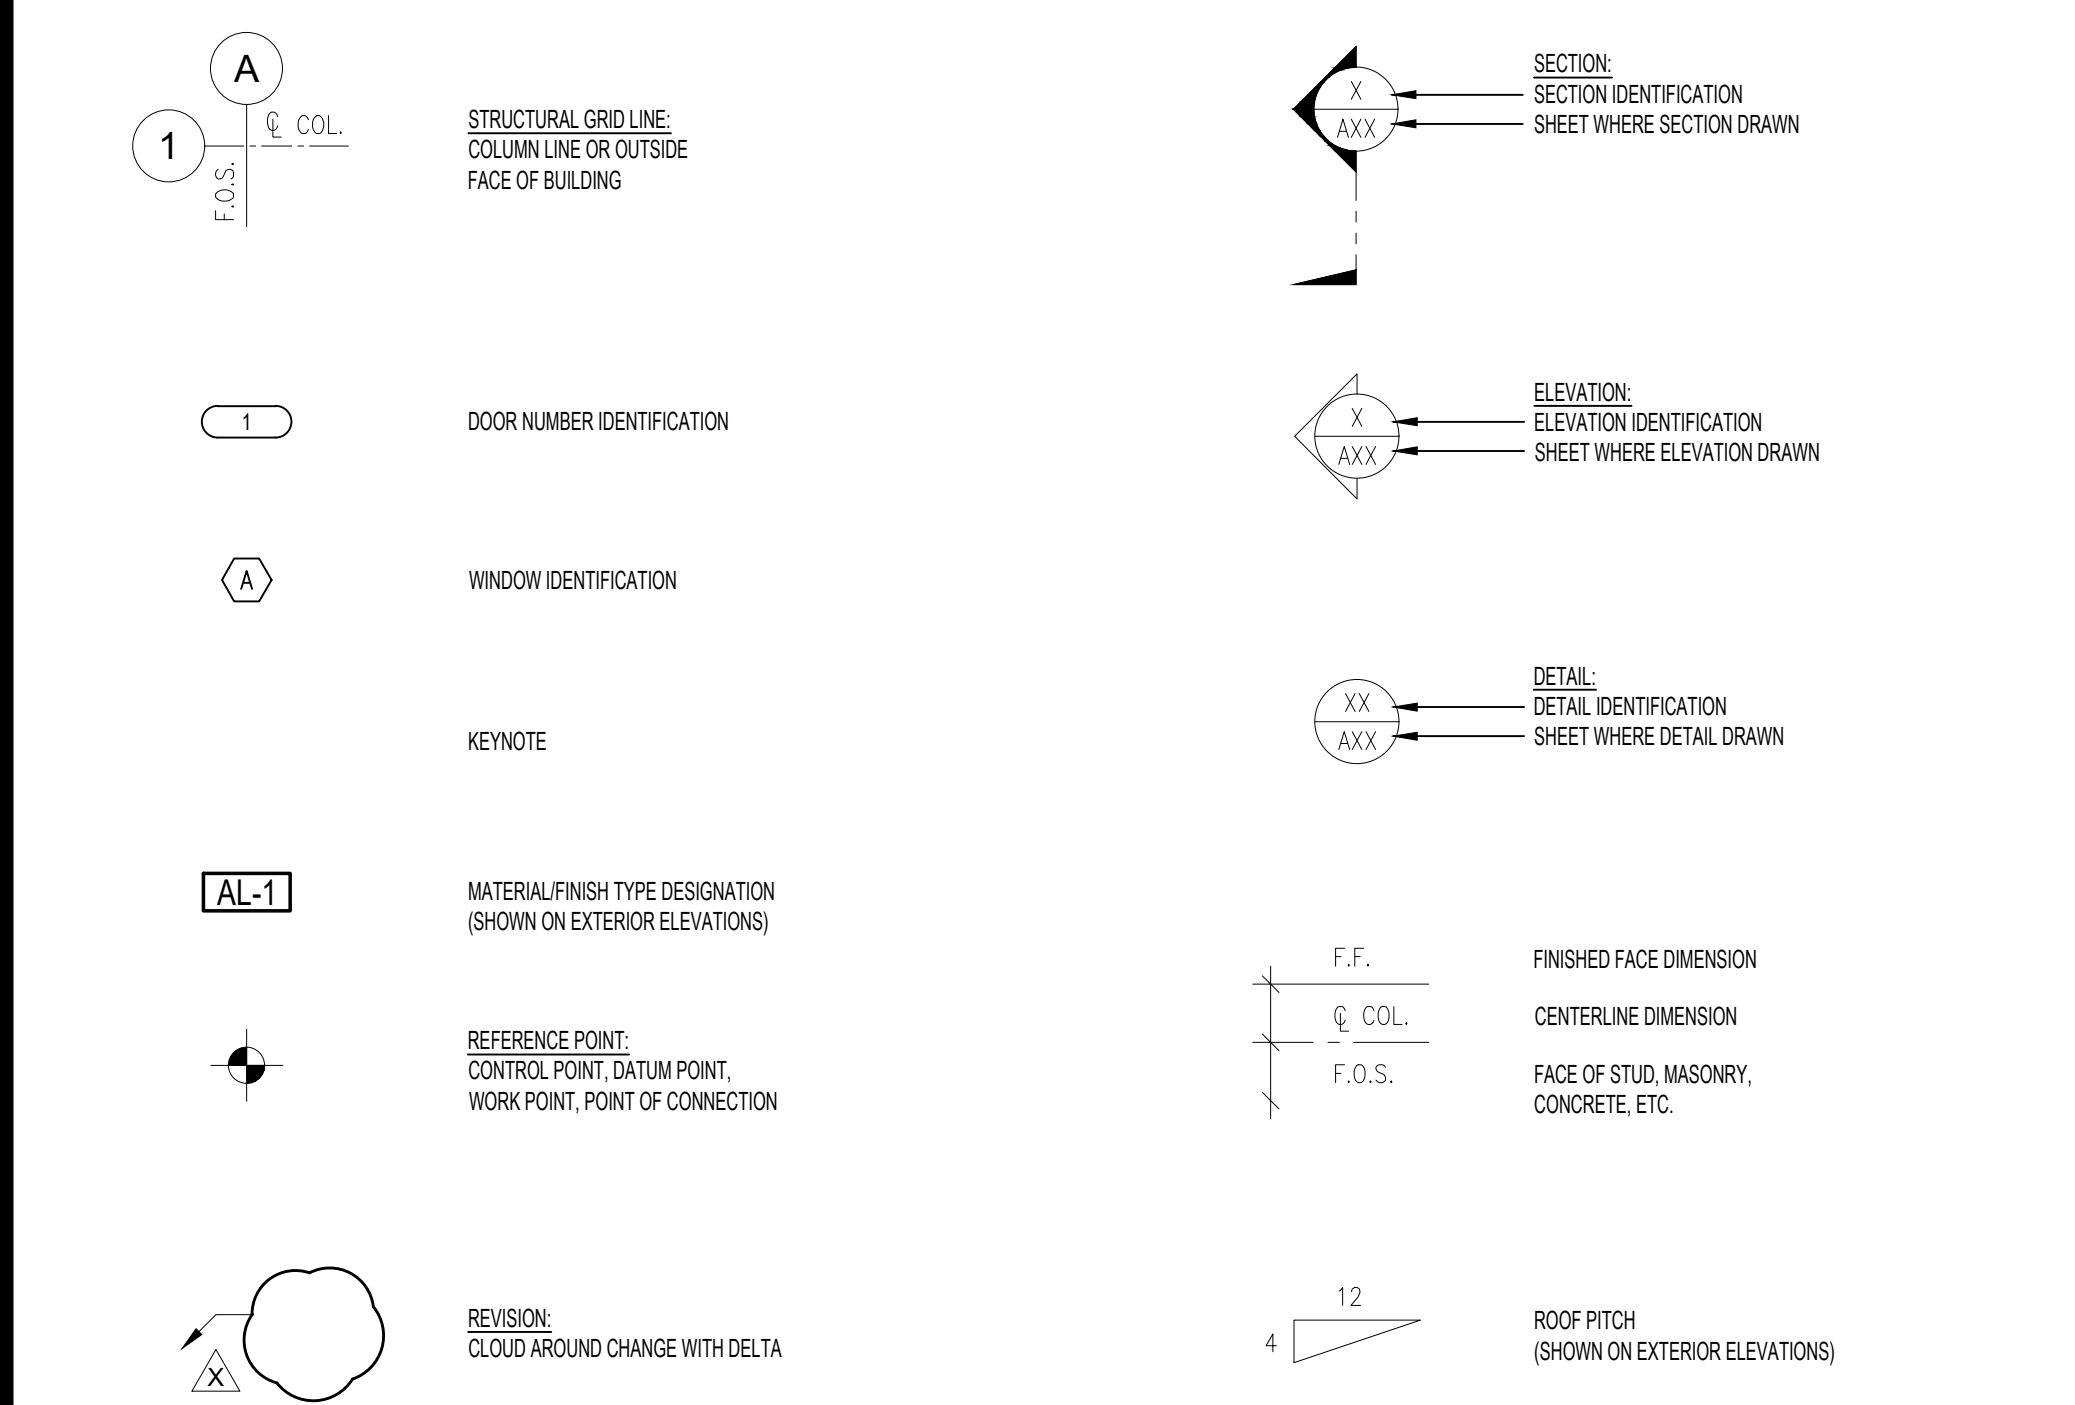 A
1
℄ COL.
F.O.S.
STRUCTURAL GRID LINE:
COLUMN LINE OR OUTSIDE
FACE OF BUILDING
1
DOOR NUMBER IDENTIFICATION
A
WINDOW IDENTIFICATION
KEYNOTE
AL-1
MATERIAL/FINISH TYPE DESIGNATION
(SHOWN ON EXTERIOR ELEVATIONS)
REFERENCE POINT:
CONTROL POINT, DATUM POINT,
WORK POINT, POINT OF CONNECTION
X
REVISION:
CLOUD AROUND CHANGE WITH DELTA
X
AXX
SECTION:
SECTION IDENTIFICATION
SHEET WHERE SECTION DRAWN
X
AXX
ELEVATION:
ELEVATION IDENTIFICATION
SHEET WHERE ELEVATION DRAWN
XX
AXX
DETAIL:
DETAIL IDENTIFICATION
SHEET WHERE DETAIL DRAWN
F.F.
FINISHED FACE DIMENSION
℄ COL.
CENTERLINE DIMENSION
F.O.S.
FACE OF STUD, MASONRY,
CONCRETE, ETC.
12
4
ROOF PITCH
(SHOWN ON EXTERIOR ELEVATIONS)